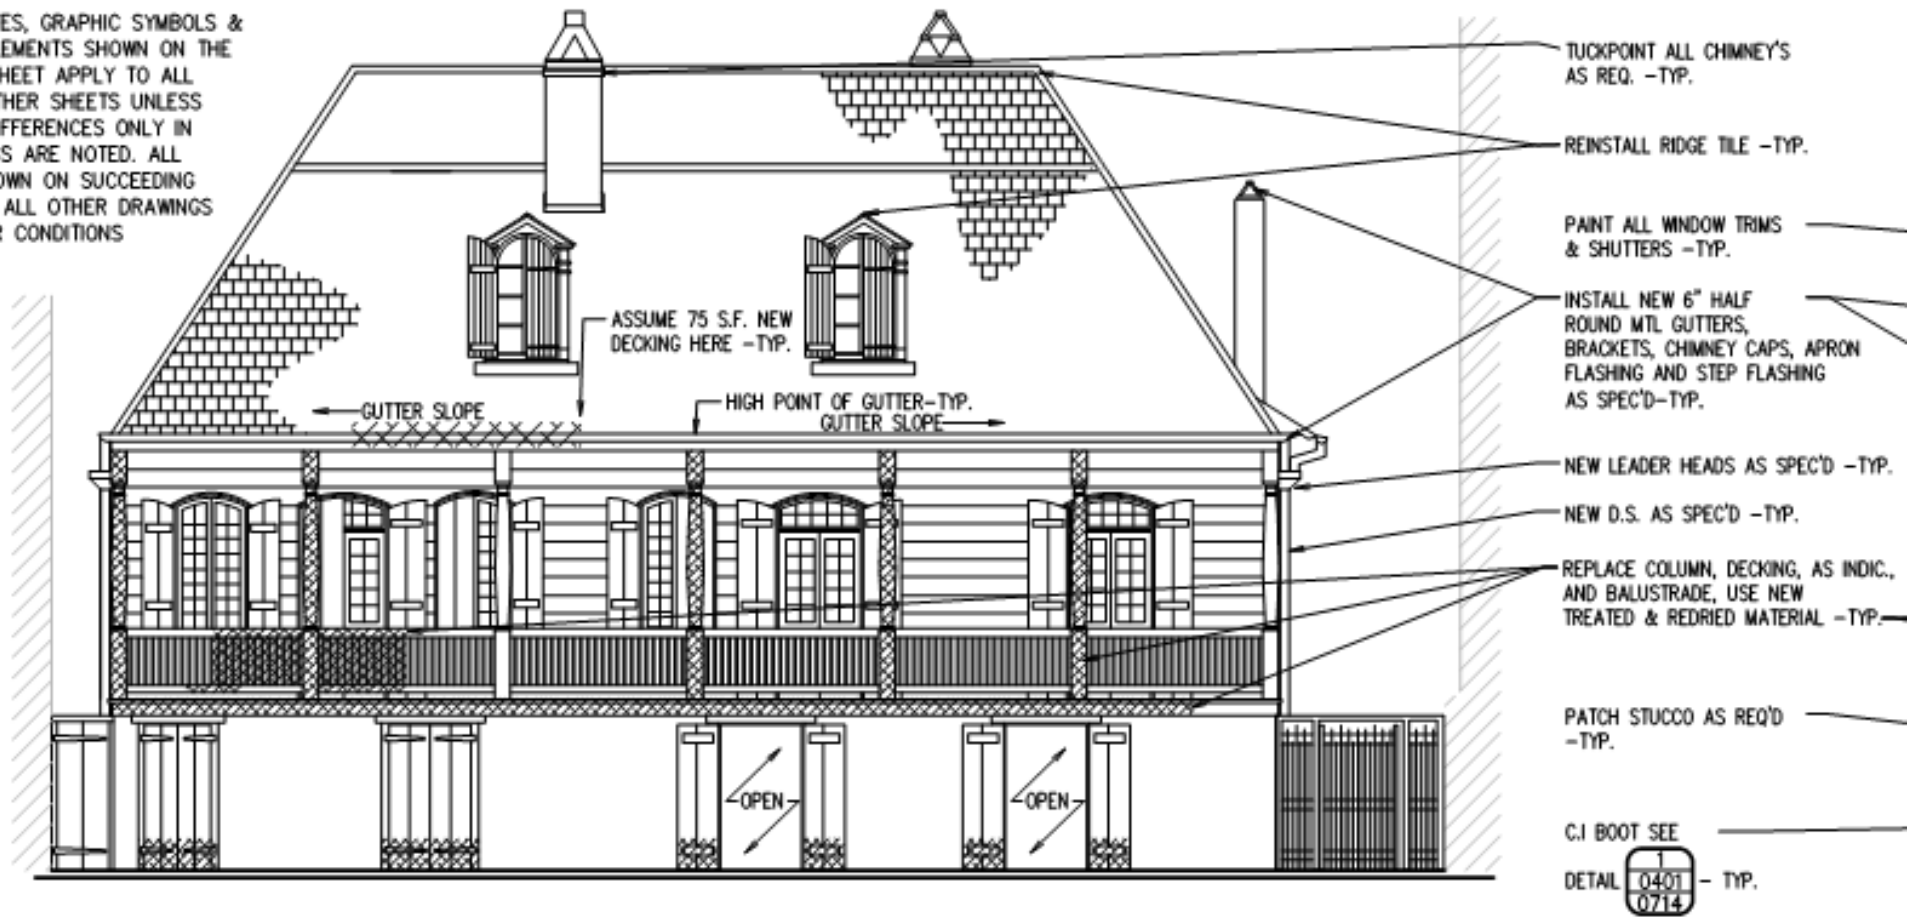 ES, GRAPHIC SYMBOLS &
EMENTS SHOWN ON THE
HEET APPLY TO ALL
THER SHEETS UNLESS
FFERENCES ONLY IN
S ARE NOTED. ALL
OWN ON SUCCEEDING
ALL OTHER DRAWINGS
R CONDITIONS
ASSUME 75 S.F. NEW
DECKING HERE -TYP.
GUTTER SLOPE
HIGH POINT OF GUTTER-TYP.
GUTTER SLOPE
OPEN
OPEN
TUCKPOINT ALL CHIMNEY'S
AS REQ. -TYP.
REINSTALL RIDGE TILE -TYP.
PAINT ALL WINDOW TRIMS
& SHUTTERS -TYP.
INSTALL NEW 6" HALF
ROUND MTL GUTTERS,
BRACKETS, CHIMNEY CAPS, APRON
FLASHING AND STEP FLASHING
AS SPEC'D-TYP.
NEW LEADER HEADS AS SPEC'D -TYP.
NEW D.S. AS SPEC'D -TYP.
REPLACE COLUMN, DECKING, AS INDIC.,
AND BALUSTRADE, USE NEW
TREATED & REDRIED MATERIAL -TYP.
PATCH STUCCO AS REQ'D
-TYP.
C.I BOOT SEE
DETAIL 1 0401 0714 - TYP.